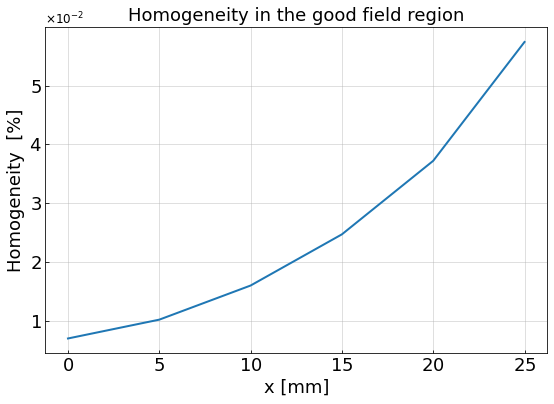 Homogeneity in the good field region
×10⁻²
Homogeneity [%]
5
4
3
2
1
0 5 10 15 20 25
x [mm]